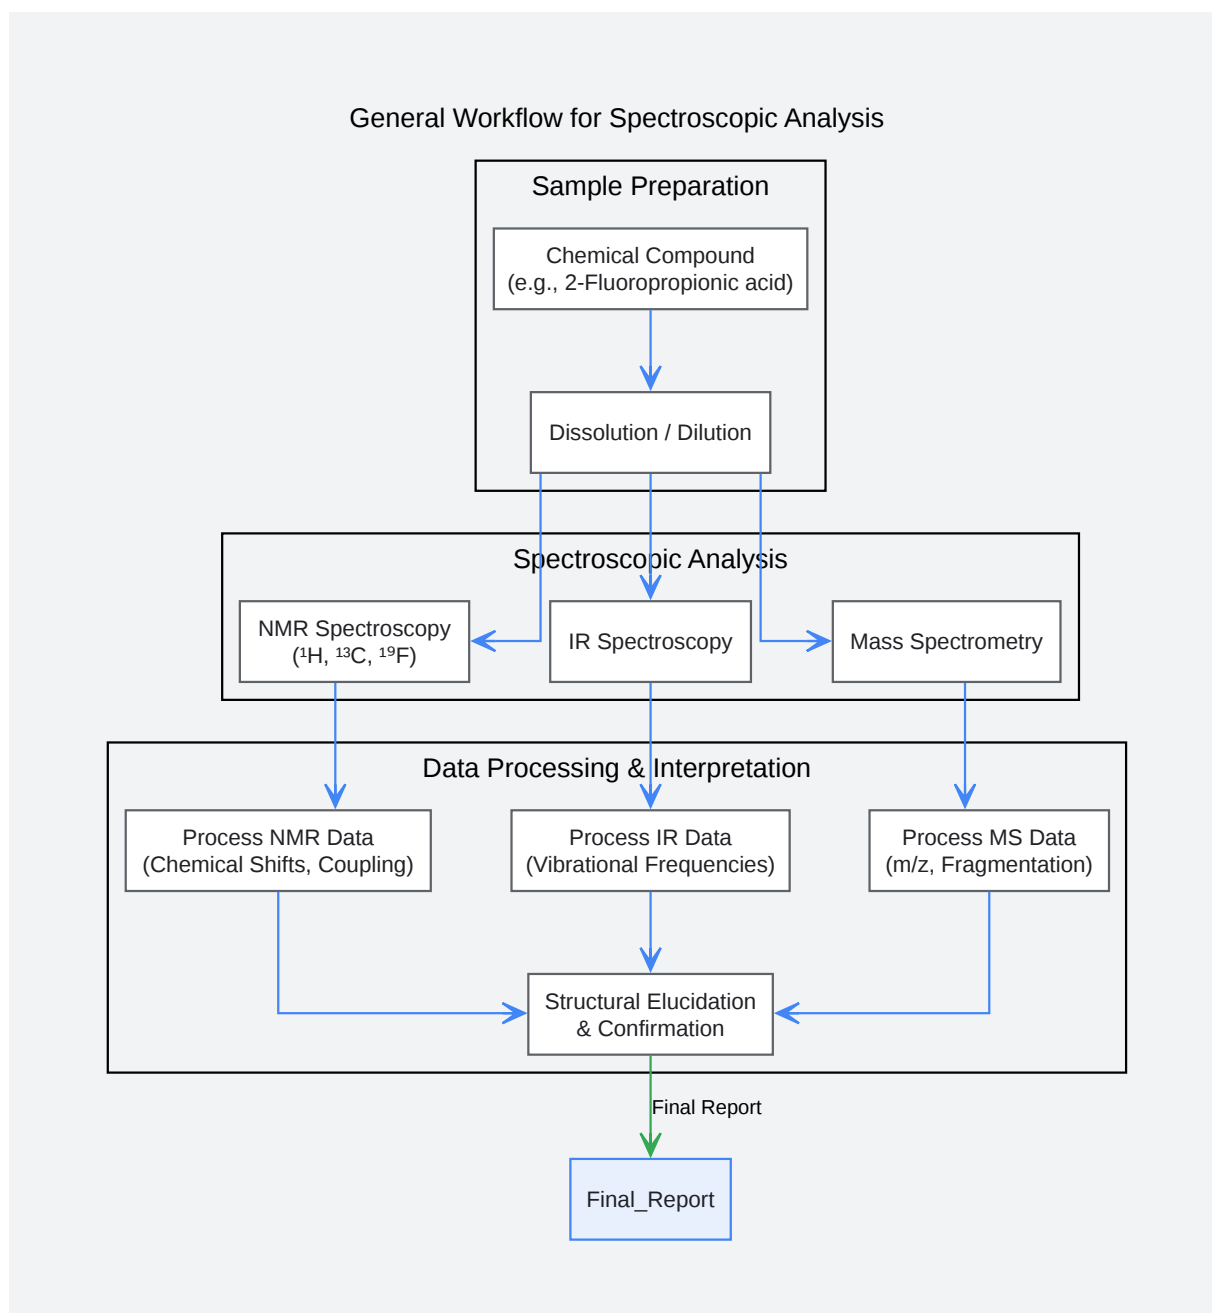 General Workflow for Spectroscopic Analysis
Sample Preparation
Chemical Compound
(e.g., 2-Fluoropropionic acid)
Dissolution / Dilution
Spectroscopic Analysis
NMR Spectroscopy
(¹H, ¹³C, ¹⁹F)
IR Spectroscopy
Mass Spectrometry
Data Processing & Interpretation
Process NMR Data
(Chemical Shifts, Coupling)
Process IR Data
(Vibrational Frequencies)
Process MS Data
(m/z, Fragmentation)
Structural Elucidation
& Confirmation
Final Report
Final_Report